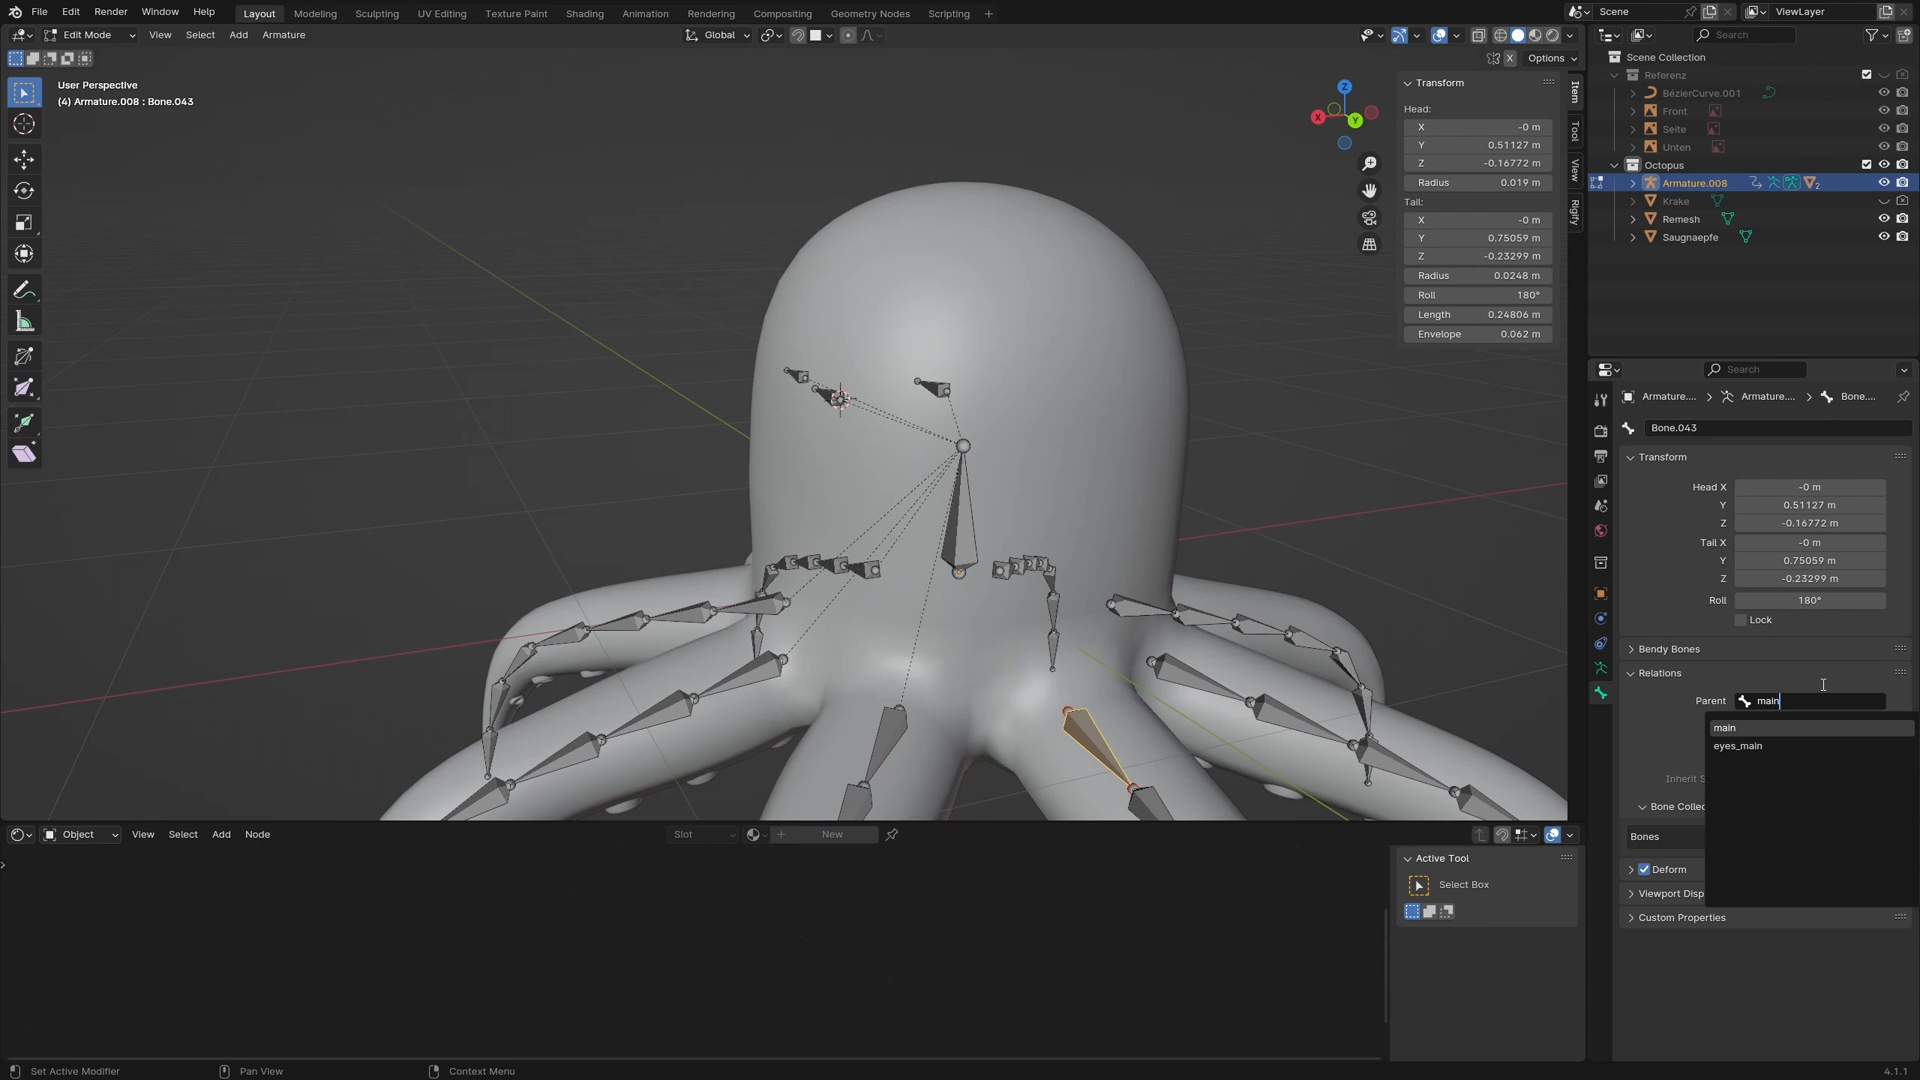 File Edit Render Window Help Layout Modeling Sculpting UV Editing Texture Paint Shading Animation Rendering Compositing Geometry Nodes Scripting + Scene ViewLayer
Edit Mode View Select Add Armature Global Search
X Options
User Perspective
(4) Armature.008 : Bone.043
Transform
Head:
X -0 m
Y 0.51127 m
Z -0.16772 m
Radius 0.019 m
Tail:
X -0 m
Y 0.75059 m
Z -0.23299 m
Radius 0.0248 m
Roll 180°
Length 0.24806 m
Envelope 0.062 m
Item
Tool
View
Rigify
Z
X
Y
Scene Collection
Referenz
BézierCurve.001
Front
Seite
Unten
Octopus
Armature.008 2
Krake
Remesh
Saugnaepfe
Search
Armature.... Armature.... Bone....
Bone.043
Transform
Head X -0 m
Y 0.51127 m
Z -0.16772 m
Tail X -0 m
Y 0.75059 m
Z -0.23299 m
Roll 180°
Lock
Bendy Bones
Relations
Parent main
main
eyes_main
Inherit S
Bone Collec
Bones
Deform
Viewport Disp
Custom Properties
Object View Select Add Node Slot New
Active Tool
Select Box
Set Active Modifier Pan View Context Menu 4.1.1